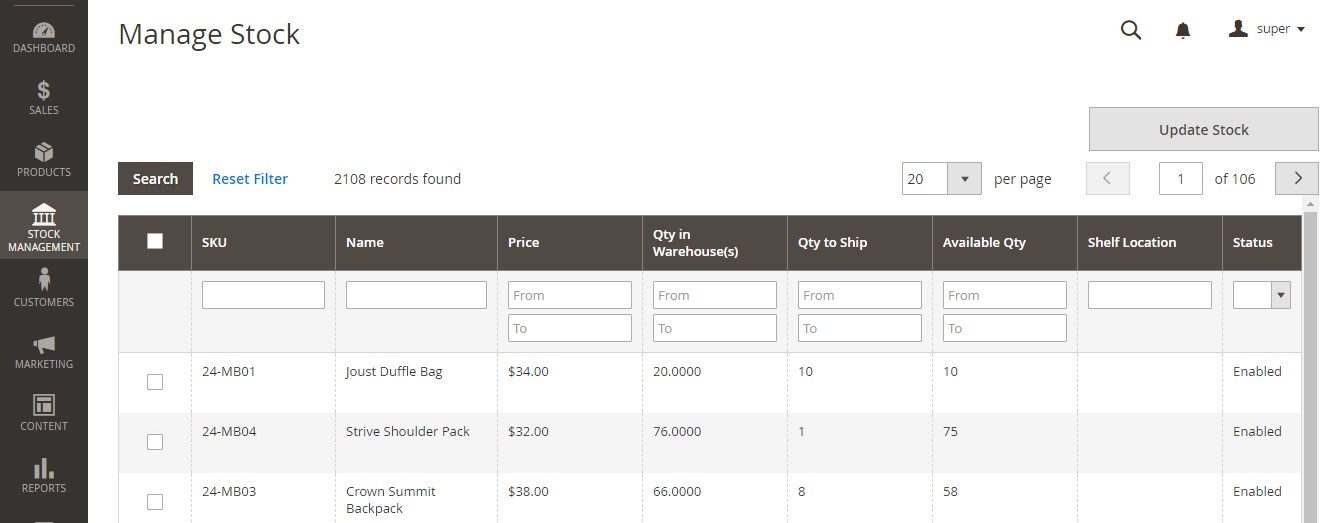 DASHBOARD
SALES
PRODUCTS
STOCK
MANAGEMENT
CUSTOMERS
MARKETING
CONTENT
REPORTS
Manage Stock
super
Update Stock
Search Reset Filter 2108 records found 20 per page 1 of 106
SKU Name Price Qty in Warehouse(s) Qty to Ship Available Qty Shelf Location Status
From From From From
To To To To
24-MB01 Joust Duffle Bag $34.00 20.0000 10 10 Enabled
24-MB04 Strive Shoulder Pack $32.00 76.0000 1 75 Enabled
24-MB03 Crown Summit $38.00 66.0000 8 58 Enabled
Backpack